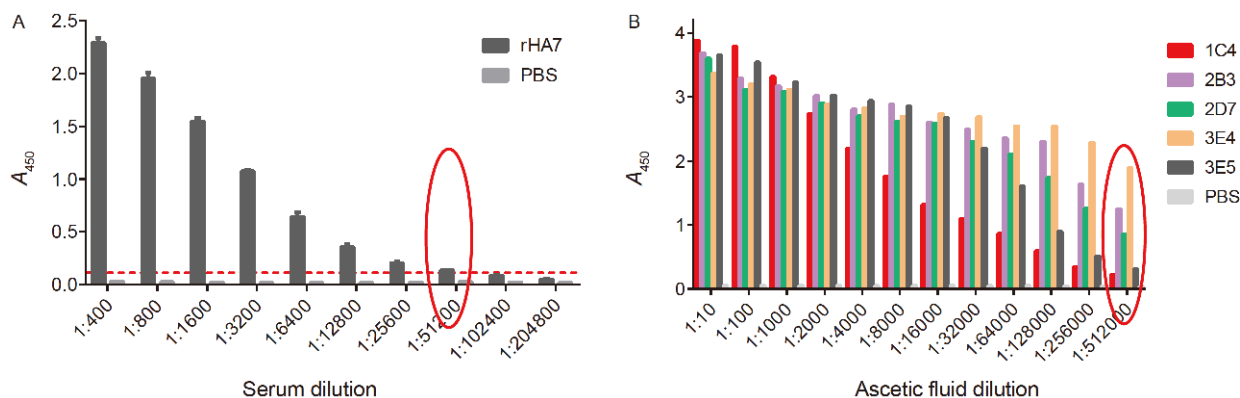 A
2.5
2.0
1.5
1.0
0.5
0.0
A450
rHA7
PBS
1:400
1:800
1:1600
1:3200
1:6400
1:12800
1:25600
1:51200
1:102400
1:204800
Serum dilution
B
4
3
2
1
0
A450
1C4
2B3
2D7
3E4
3E5
PBS
1:10
1:100
1:1000
1:2000
1:4000
1:8000
1:16000
1:32000
1:64000
1:128000
1:256000
1:512000
Ascetic fluid dilution